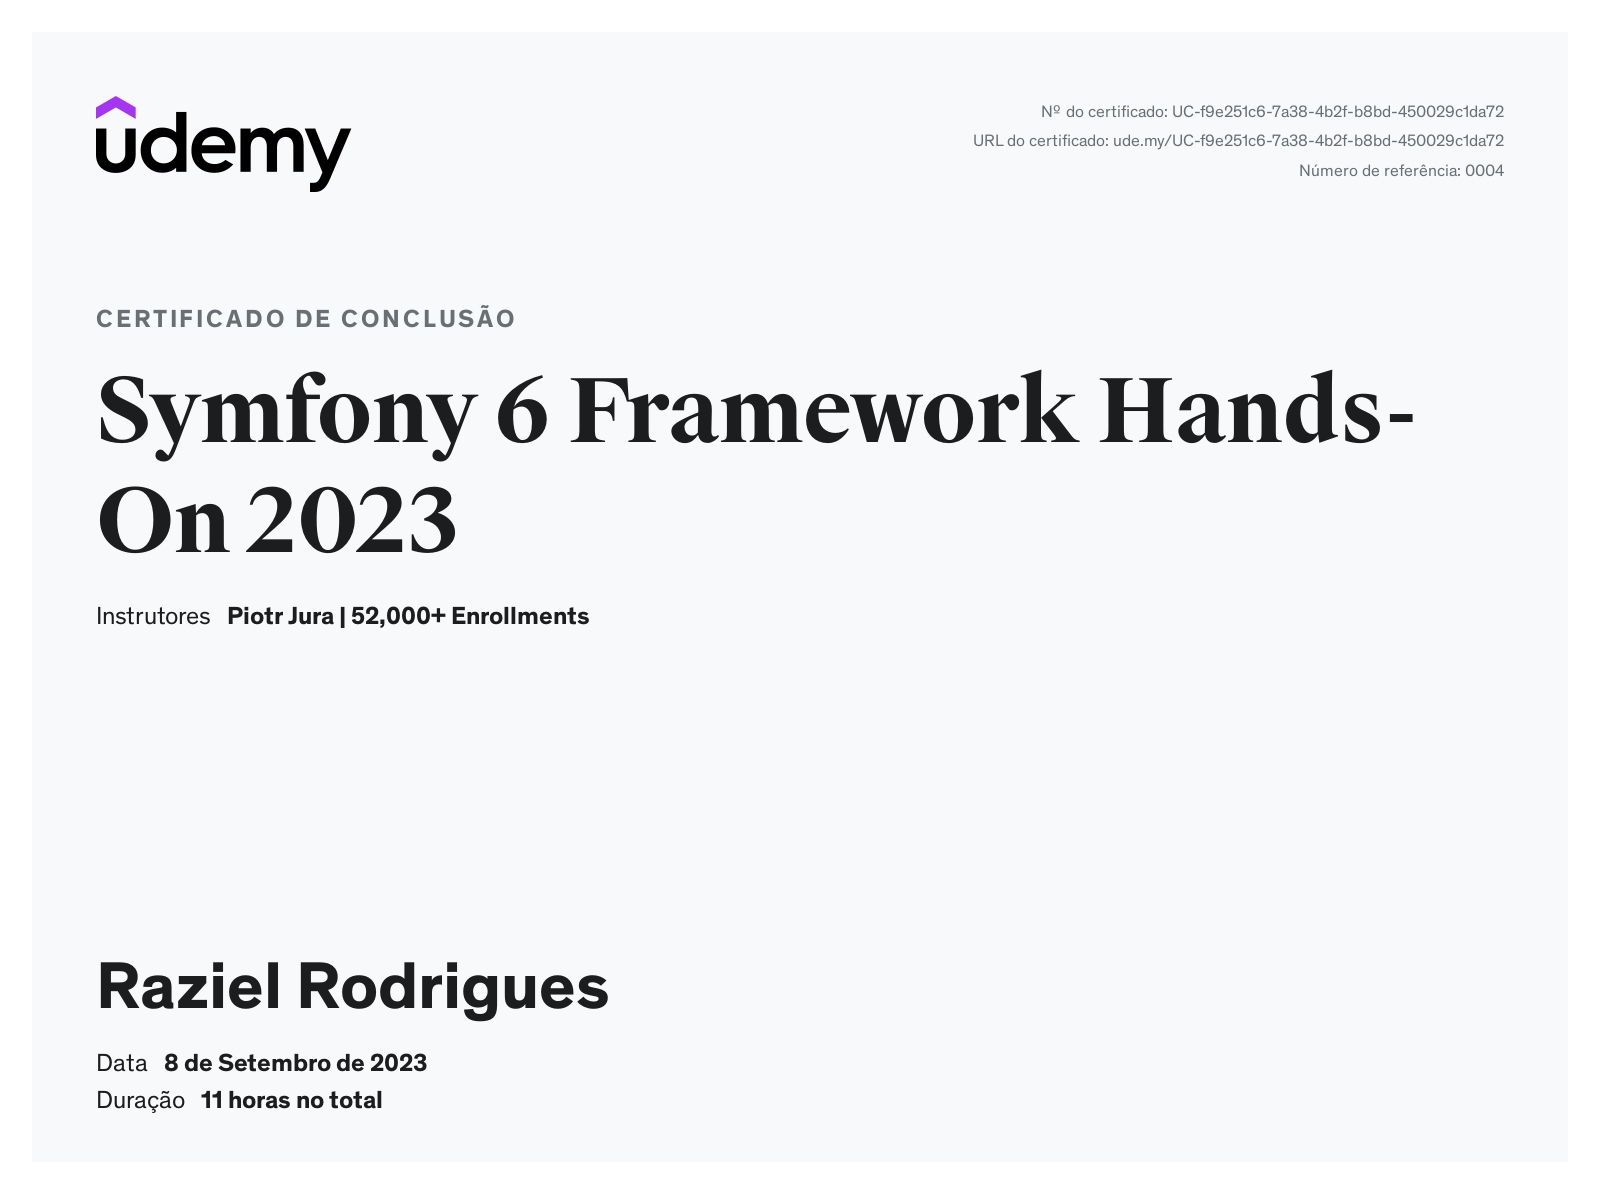 udemy
Nº do certificado: UC-f9e251c6-7a38-4b2f-b8bd-450029c1da72
URL do certificado: ude.my/UC-f9e251c6-7a38-4b2f-b8bd-450029c1da72
Número de referência: 0004
CERTIFICADO DE CONCLUSÃO
Symfony 6 Framework Hands-
On 2023
Instrutores Piotr Jura | 52,000+ Enrollments
Raziel Rodrigues
Data 8 de Setembro de 2023
Duração 11 horas no total